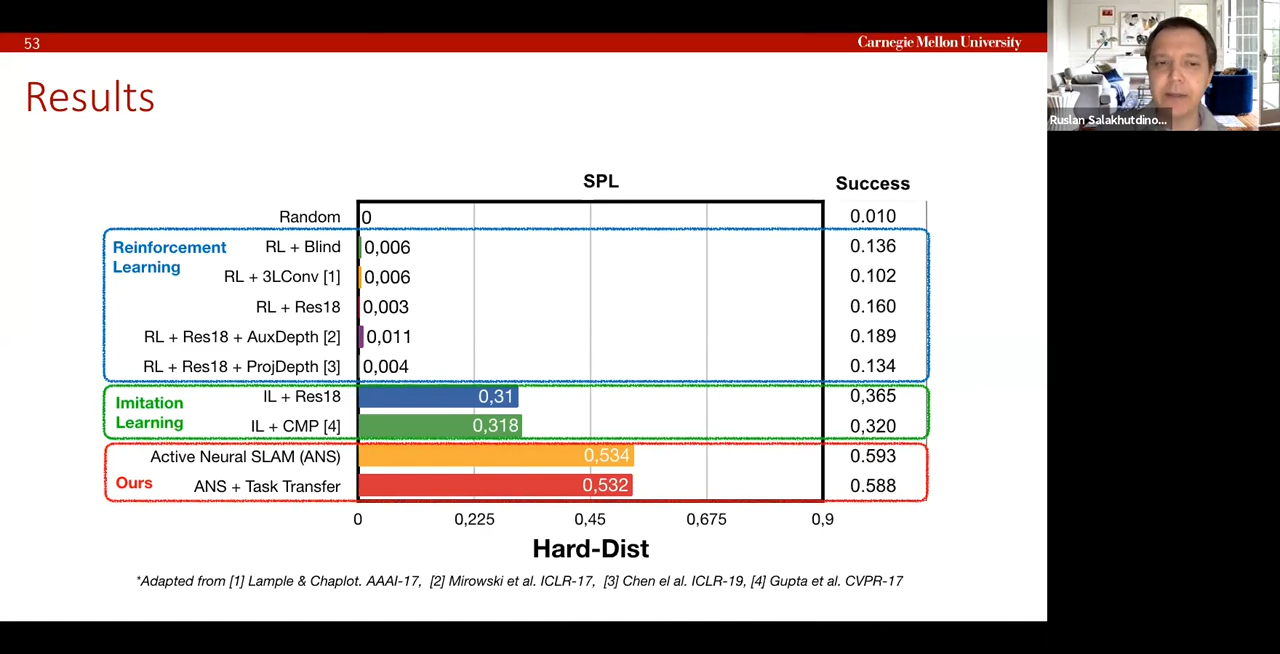 53
Carnegie Mellon University
Ruslan Salakhutdino...
Results
SPL
Success
Random 0 0.010
Reinforcement Learning
RL + Blind 0,006 0.136
RL + 3LConv [1] 0,006 0.102
RL + Res18 0,003 0.160
RL + Res18 + AuxDepth [2] 0,011 0.189
RL + Res18 + ProjDepth [3] 0,004 0.134
Imitation Learning
IL + Res18 0,31 0,365
IL + CMP [4] 0,318 0,320
Ours
Active Neural SLAM (ANS) 0,534 0.593
ANS + Task Transfer 0,532 0.588
0 0,225 0,45 0,675 0,9
Hard-Dist
*Adapted from [1] Lample & Chaplot. AAAI-17, [2] Mirowski et al. ICLR-17, [3] Chen el al. ICLR-19, [4] Gupta et al. CVPR-17